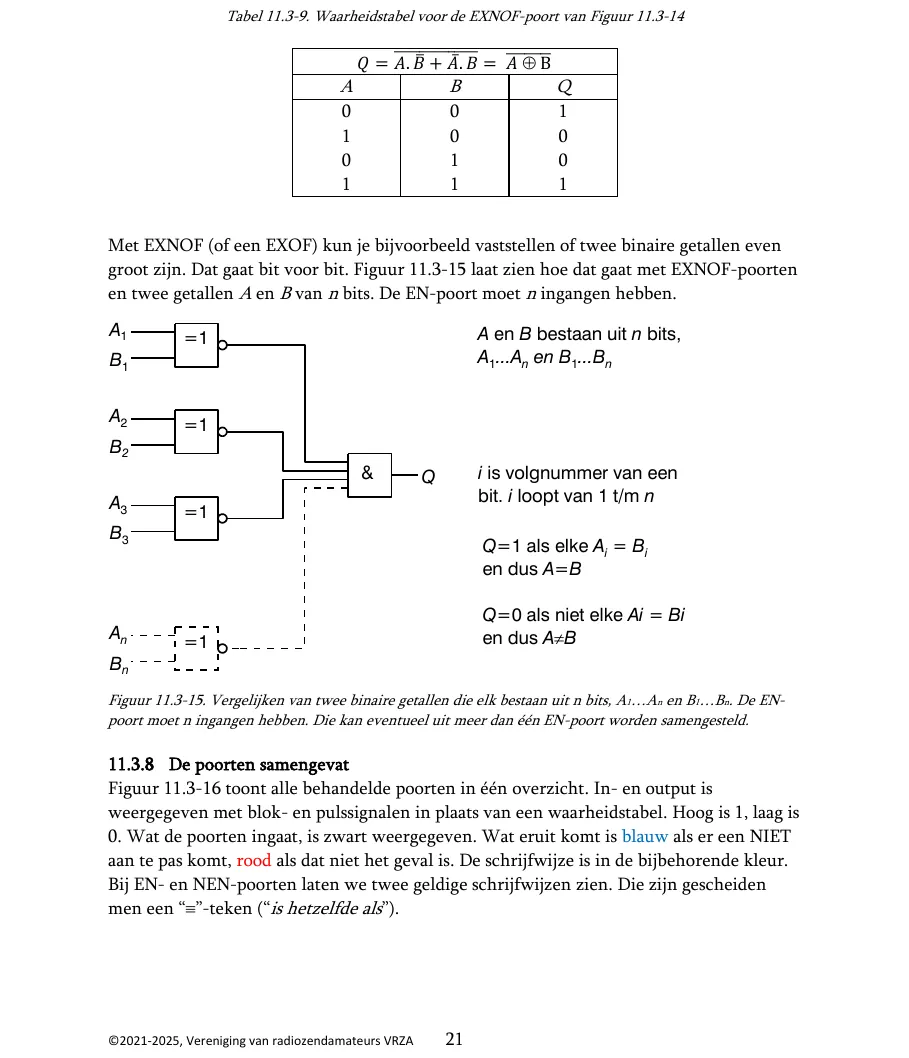 Tabel 11.3-9. Waarheidstabel voor de EXNOF-poort van Figuur 11.3-14
Q = \overline{A.B̄ + Ā.B} = \overline{A ⊕ B}
A B Q
0 0 1
1 0 0
0 1 0
1 1 1
Met EXNOF (of een EXOF) kun je bijvoorbeeld vaststellen of twee binaire getallen even
groot zijn. Dat gaat bit voor bit. Figuur 11.3-15 laat zien hoe dat gaat met EXNOF-poorten
en twee getallen A en B van n bits. De EN-poort moet n ingangen hebben.
A₁
B₁
=1
A₂
B₂
=1
A₃
B₃
=1
Aₙ
Bₙ
=1
&
Q
A en B bestaan uit n bits,
A₁...Aₙ en B₁...Bₙ
i is volgnummer van een
bit. i loopt van 1 t/m n
Q=1 als elke Aᵢ = Bᵢ
en dus A=B
Q=0 als niet elke Ai = Bi
en dus A≠B
Figuur 11.3-15. Vergelijken van twee binaire getallen die elk bestaan uit n bits, A₁…Aₙ en B₁…Bₙ. De EN-
poort moet n ingangen hebben. Die kan eventueel uit meer dan één EN-poort worden samengesteld.
11.3.8 De poorten samengevat
Figuur 11.3-16 toont alle behandelde poorten in één overzicht. In- en output is
weergegeven met blok- en pulssignalen in plaats van een waarheidstabel. Hoog is 1, laag is
0. Wat de poorten ingaat, is zwart weergegeven. Wat eruit komt is blauw als er een NIET
aan te pas komt, rood als dat niet het geval is. De schrijfwijze is in de bijbehorende kleur.
Bij EN- en NEN-poorten laten we twee geldige schrijfwijzen zien. Die zijn gescheiden
men een “≡”-teken (“is hetzelfde als”).
©2021-2025, Vereniging van radiozendamateurs VRZA 21